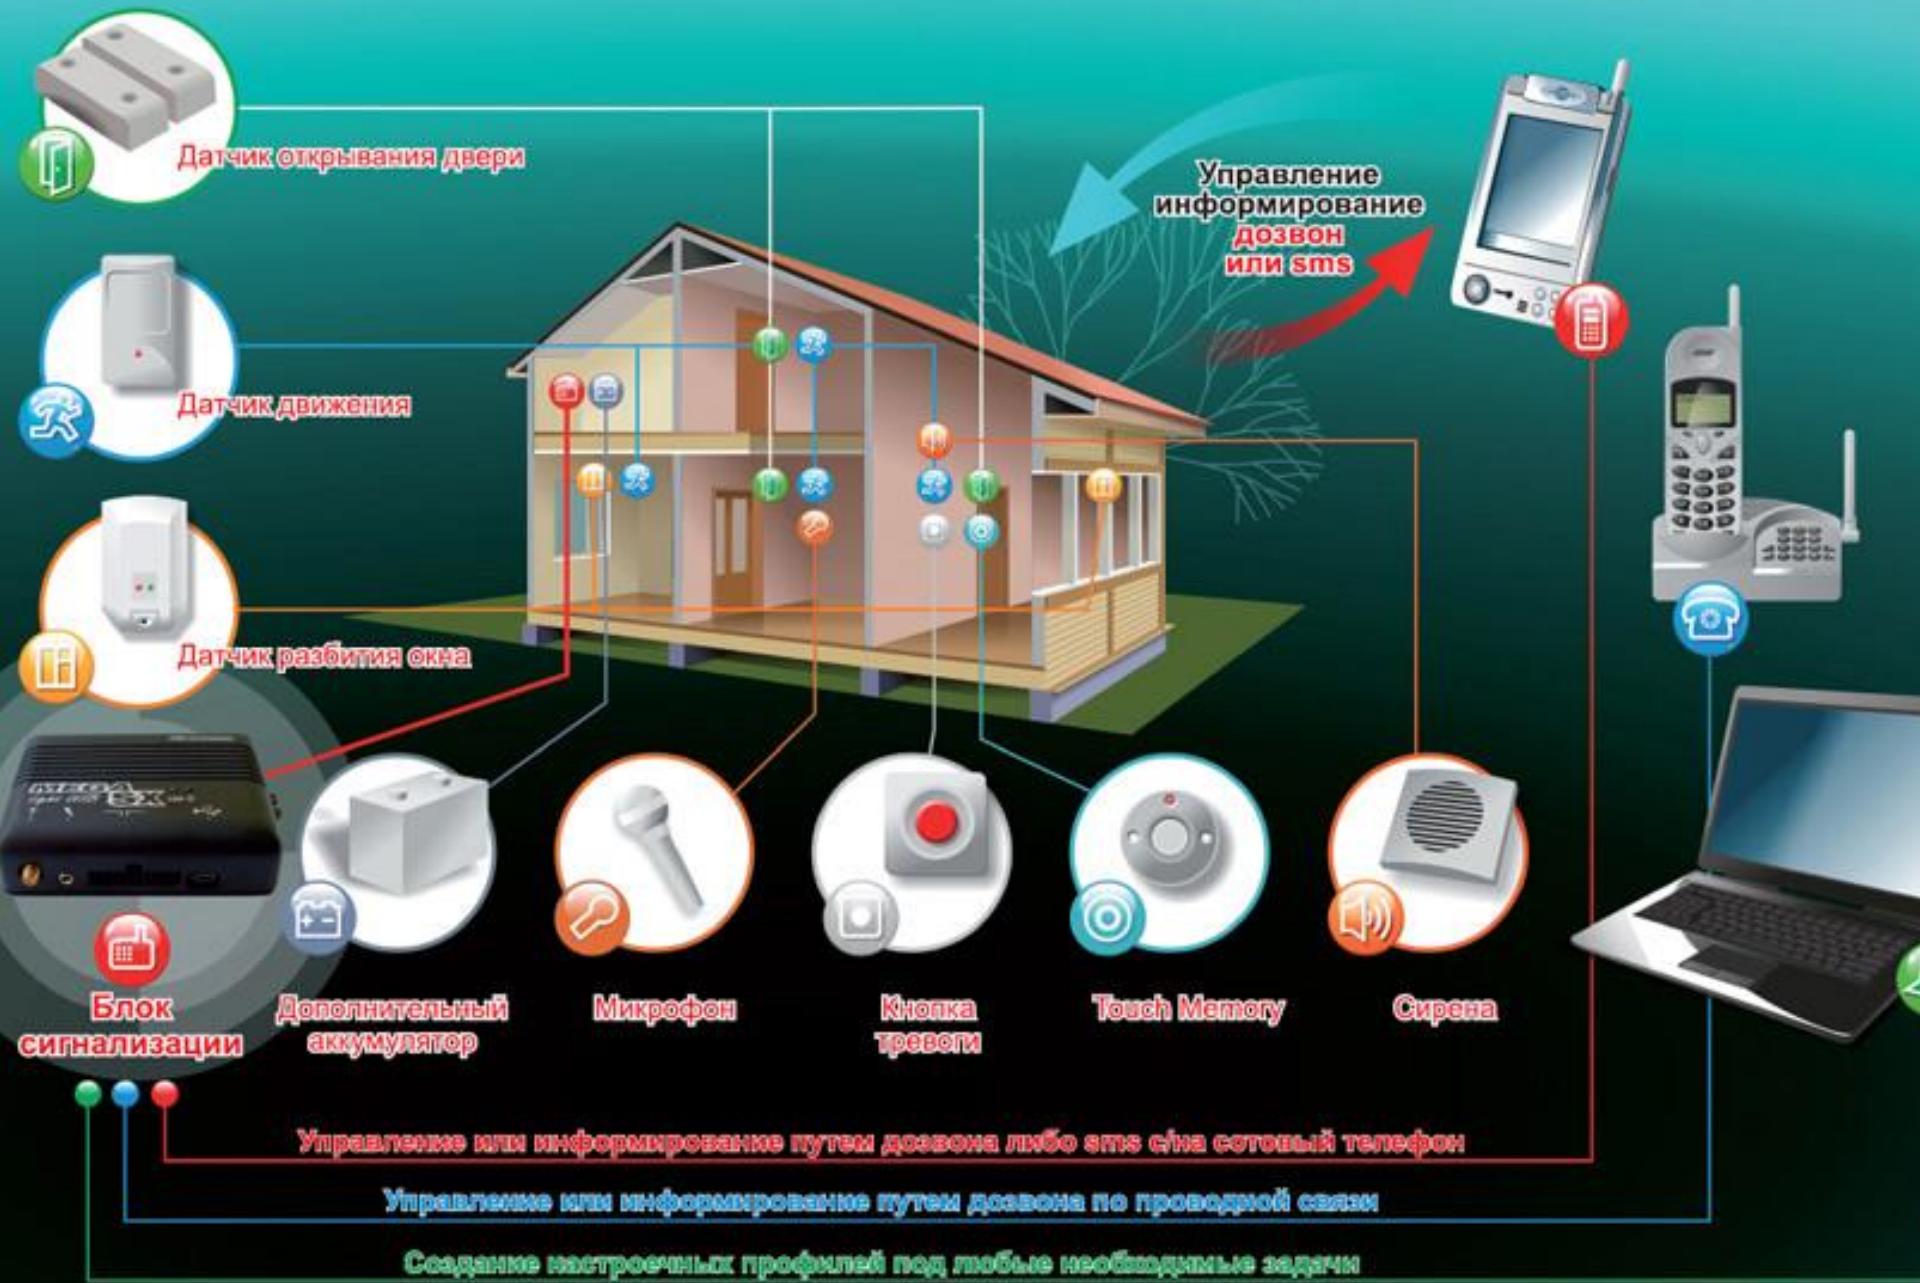 Датчик открывания двери
Управление
информирование
дозвон
или sms
Датчик движения
Датчик разбития окна
MEGA
SX
Блок
сигнализации
Дополнительный
аккумулятор
Микрофон
Кнопка
тревоги
Touch Memory
Сирена
Управление или информирование путем дозвона либо sms с/на сотовый телефон
Управление или информирование путем дозвона по проводной связи
Создание настроечных профилей под любые необходимые задачи